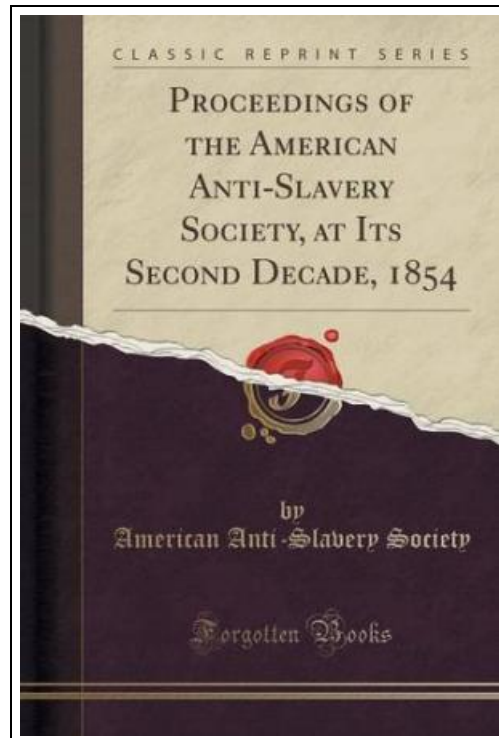 CLASSIC REPRINT SERIES
PROCEEDINGS OF
THE AMERICAN
ANTI-SLAVERY
SOCIETY, AT ITS
SECOND DECADE, 1854
by
American Anti-Slavery Society
Forgotten Books